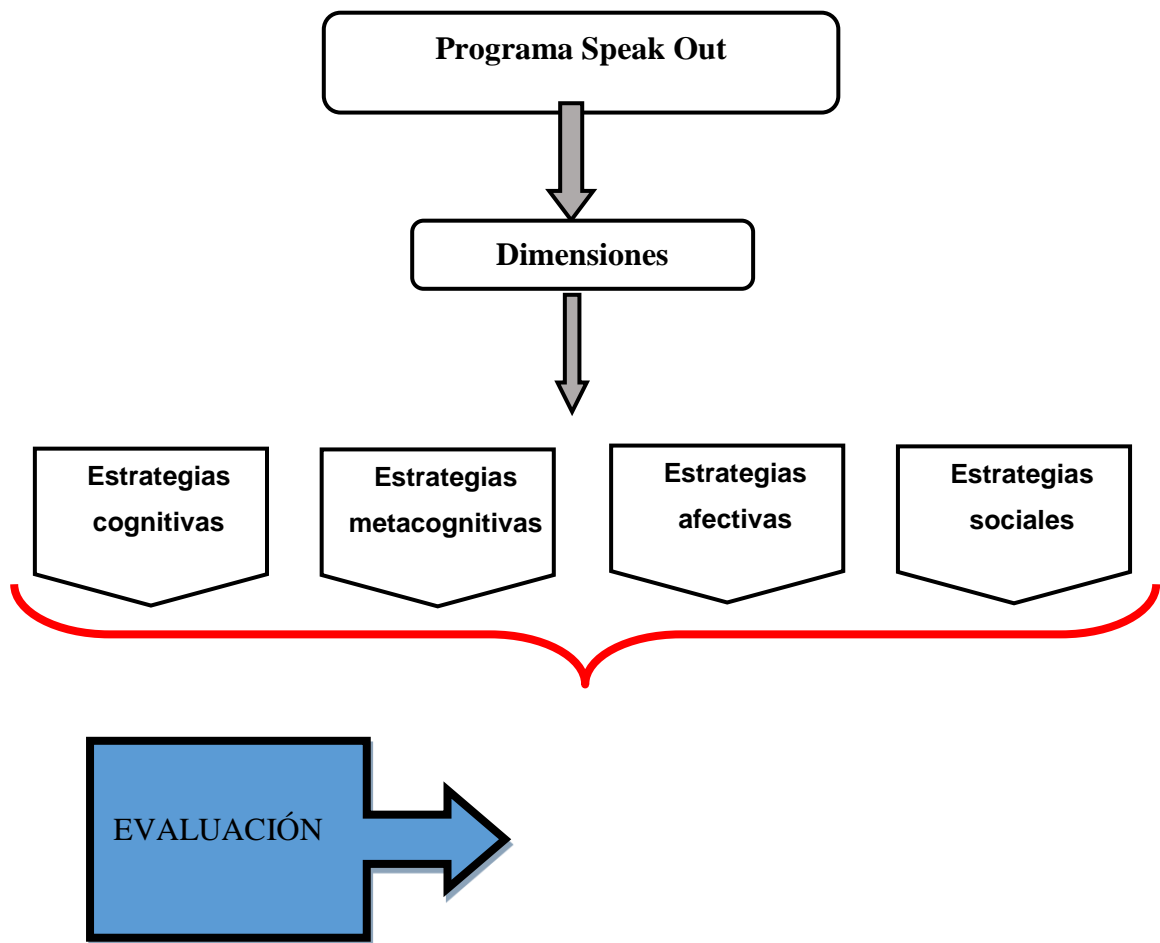 Programa Speak Out
Dimensiones
Estrategias
cognitivas
Estrategias
metacognitivas
Estrategias
afectivas
Estrategias
sociales
EVALUACIÓN